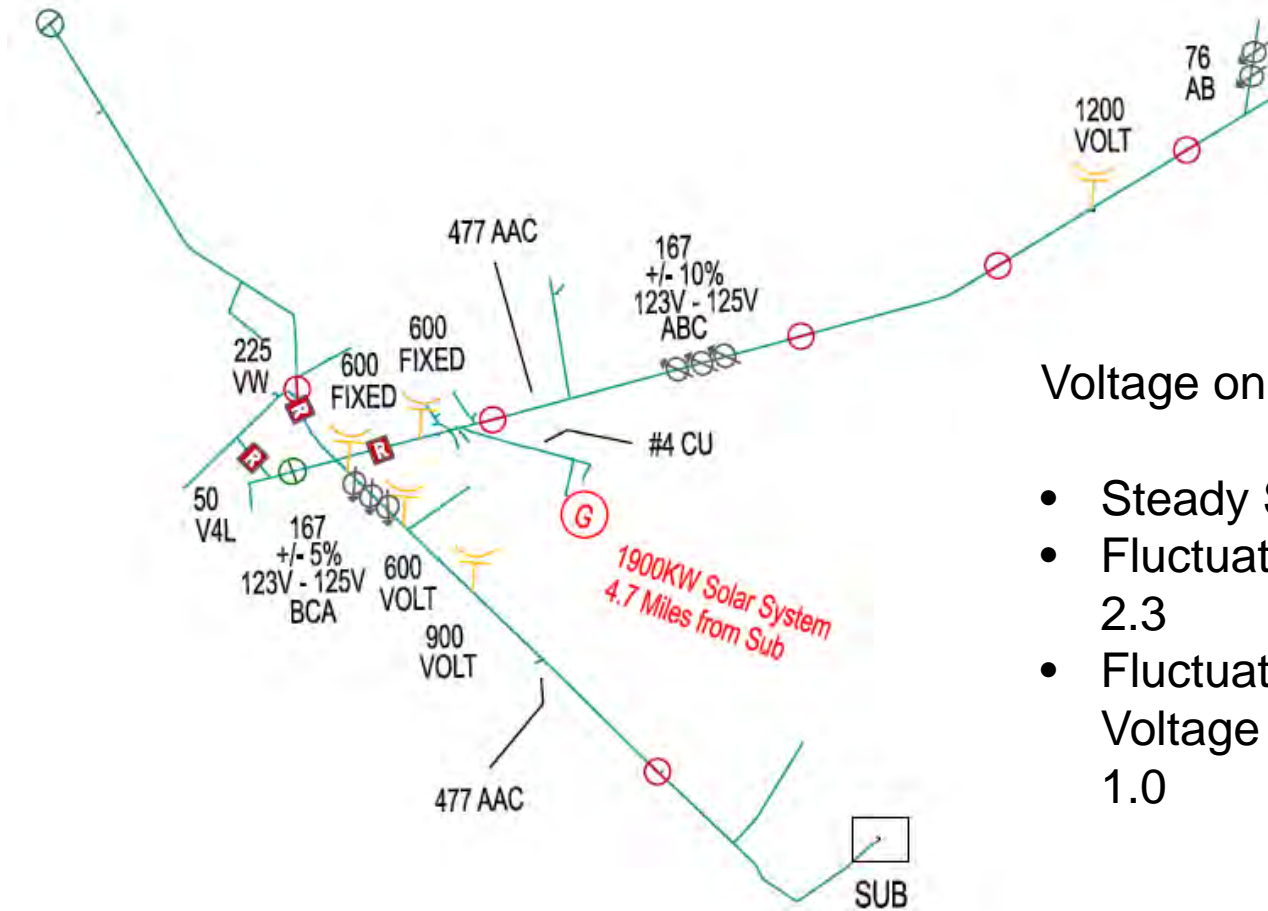 76
AB
1200
VOLT
477 AAC
167
+/- 10%
123V - 125V
ABC
600
FIXED
600
FIXED
225
VW
R
R
R
#4 CU
50
V4L
167
+/- 5%
123V - 125V
BCA
600
VOLT
900
VOLT
G
1900KW Solar System
4.7 Miles from Sub
477 AAC
SUB
Voltage on
• Steady
• Fluctuat
2.3
• Fluctuat
Voltage
1.0